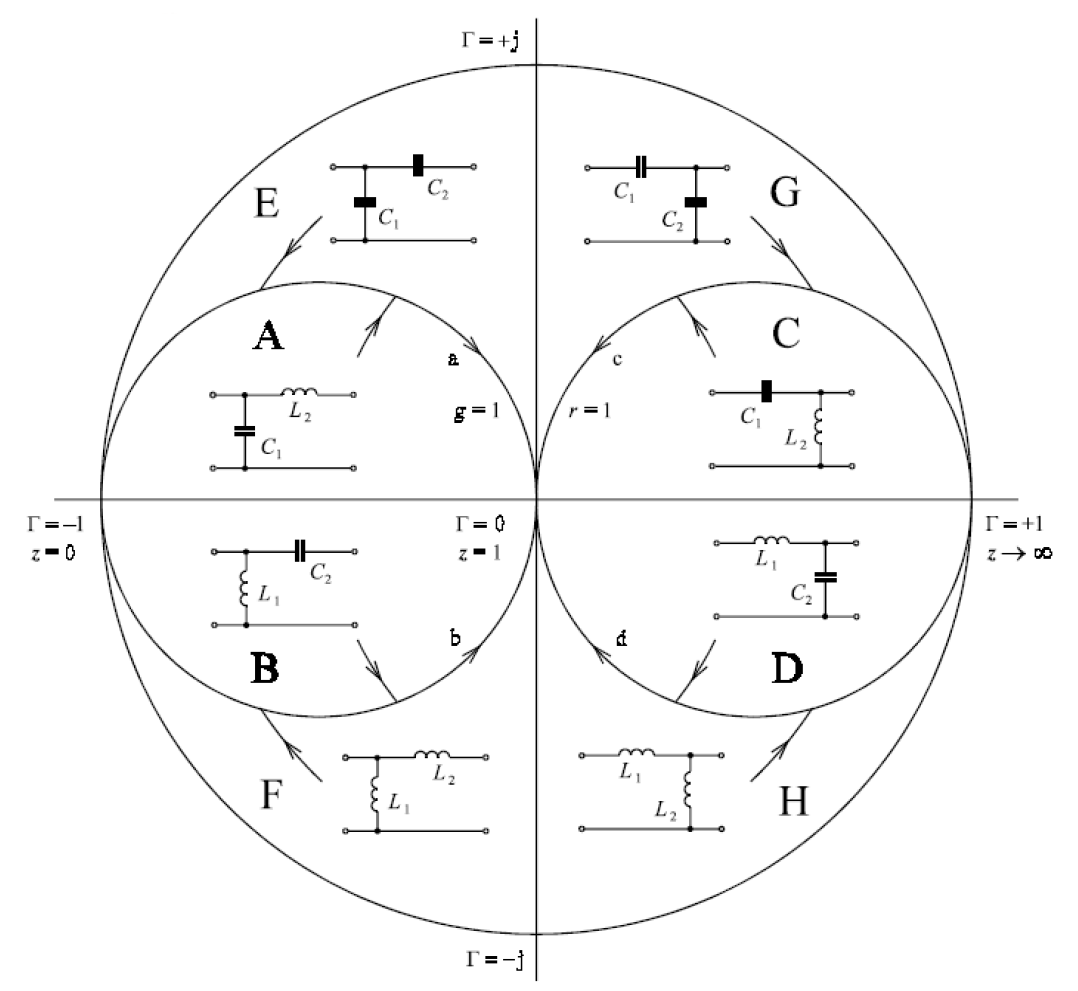 Γ = +j
E
C₂
C₁
C₁
C₂
G
A
a
c
C
L₂
C₁
g = 1
r = 1
C₁
L₂
Γ = −1
z = 0
Γ = 0
z = 1
Γ = +1
z → ∞
L₁
C₂
L₁
C₂
B
b
d
D
F
L₂
L₁
L₁
L₂
H
Γ = −j